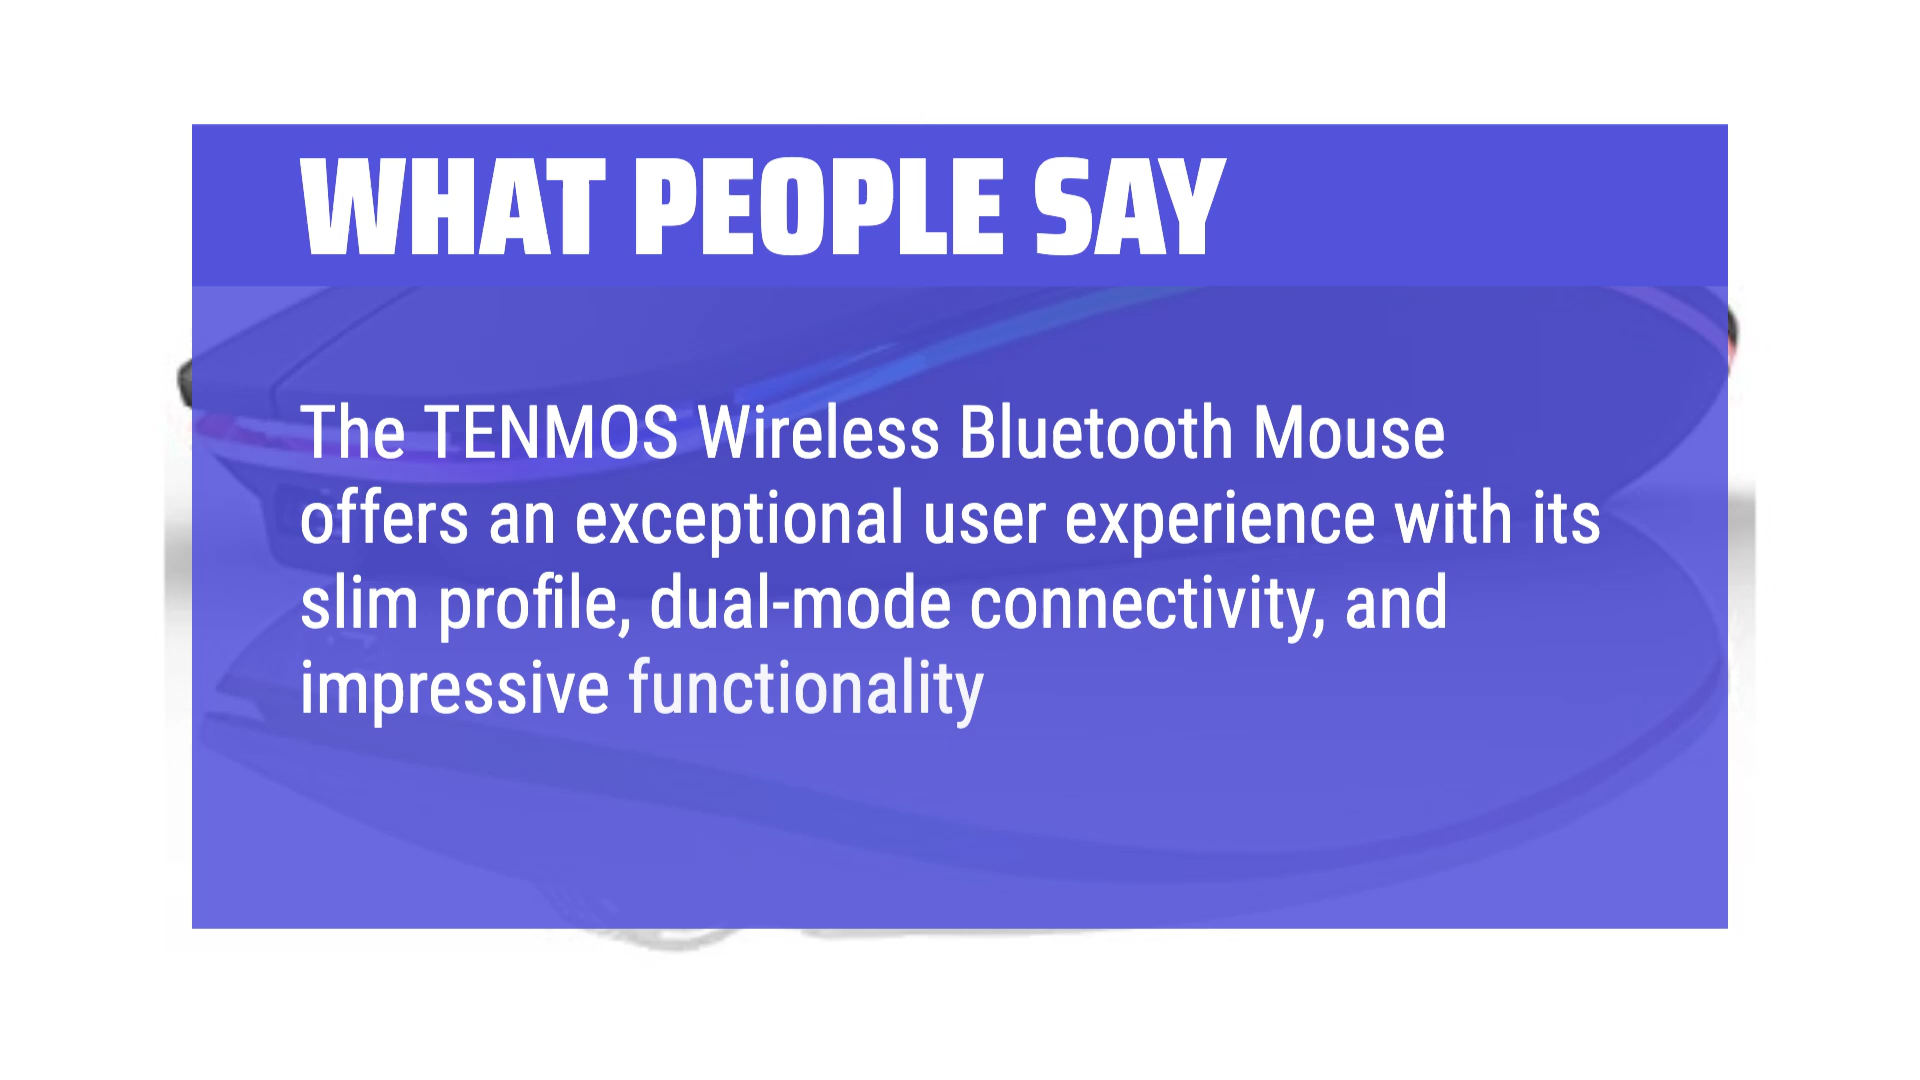 WHAT PEOPLE SAY
The TENMOS Wireless Bluetooth Mouse
offers an exceptional user experience with its
slim profile, dual-mode connectivity, and
impressive functionality